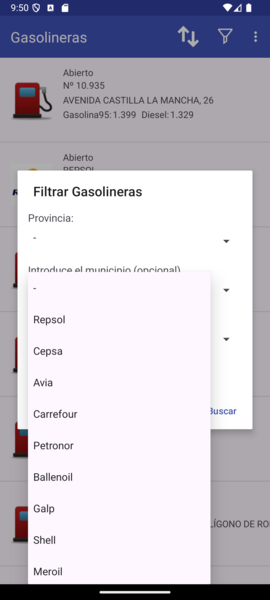 9:50
Gasolineras
Abierto
Nº 10.935
AVENIDA CASTILLA LA MANCHA, 26
Gasolina95: 1.399 Diesel: 1.329
Abierto
REPSOL
Filtrar Gasolineras
Provincia:
-
Introduce el municipio (opcional)
-
Repsol
Cepsa
Avia
Carrefour
Petronor
Ballenoil
Galp
Shell
Meroil
Buscar
LÍGONO DE RO